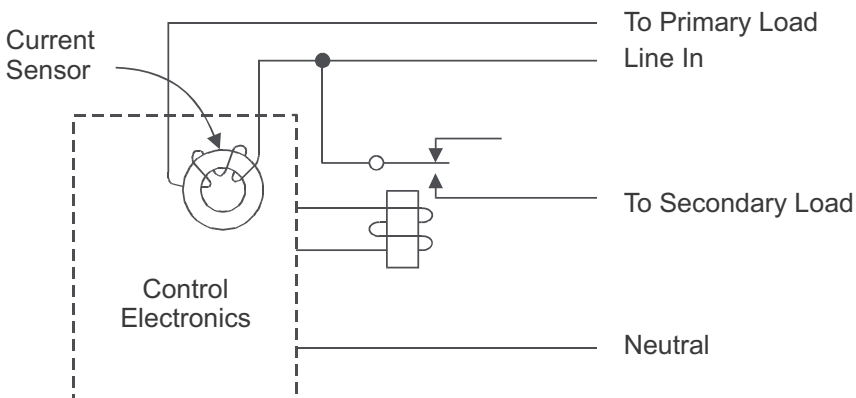 To Primary Load
Current
Sensor
Line In
To Secondary Load
Control
Electronics
Neutral